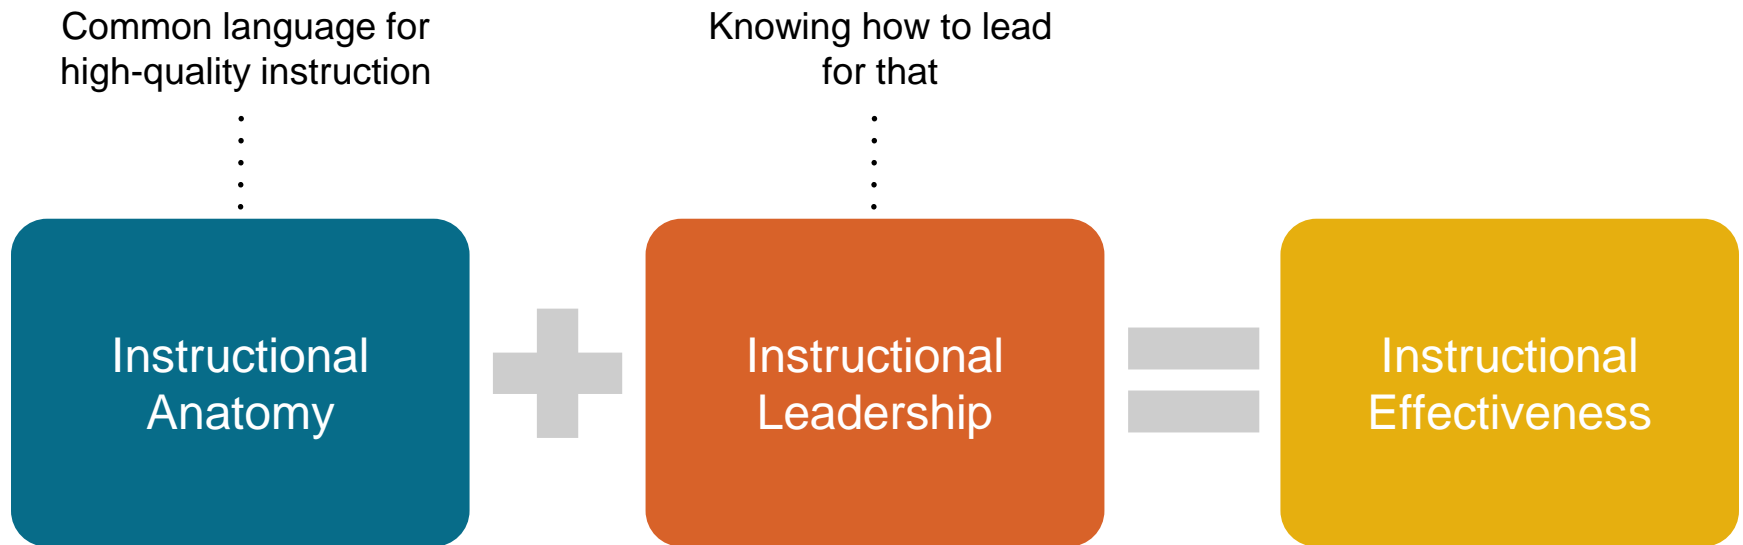 Common language for
high-quality instruction
Knowing how to lead
for that
Instructional
Anatomy
Instructional
Leadership
Instructional
Effectiveness